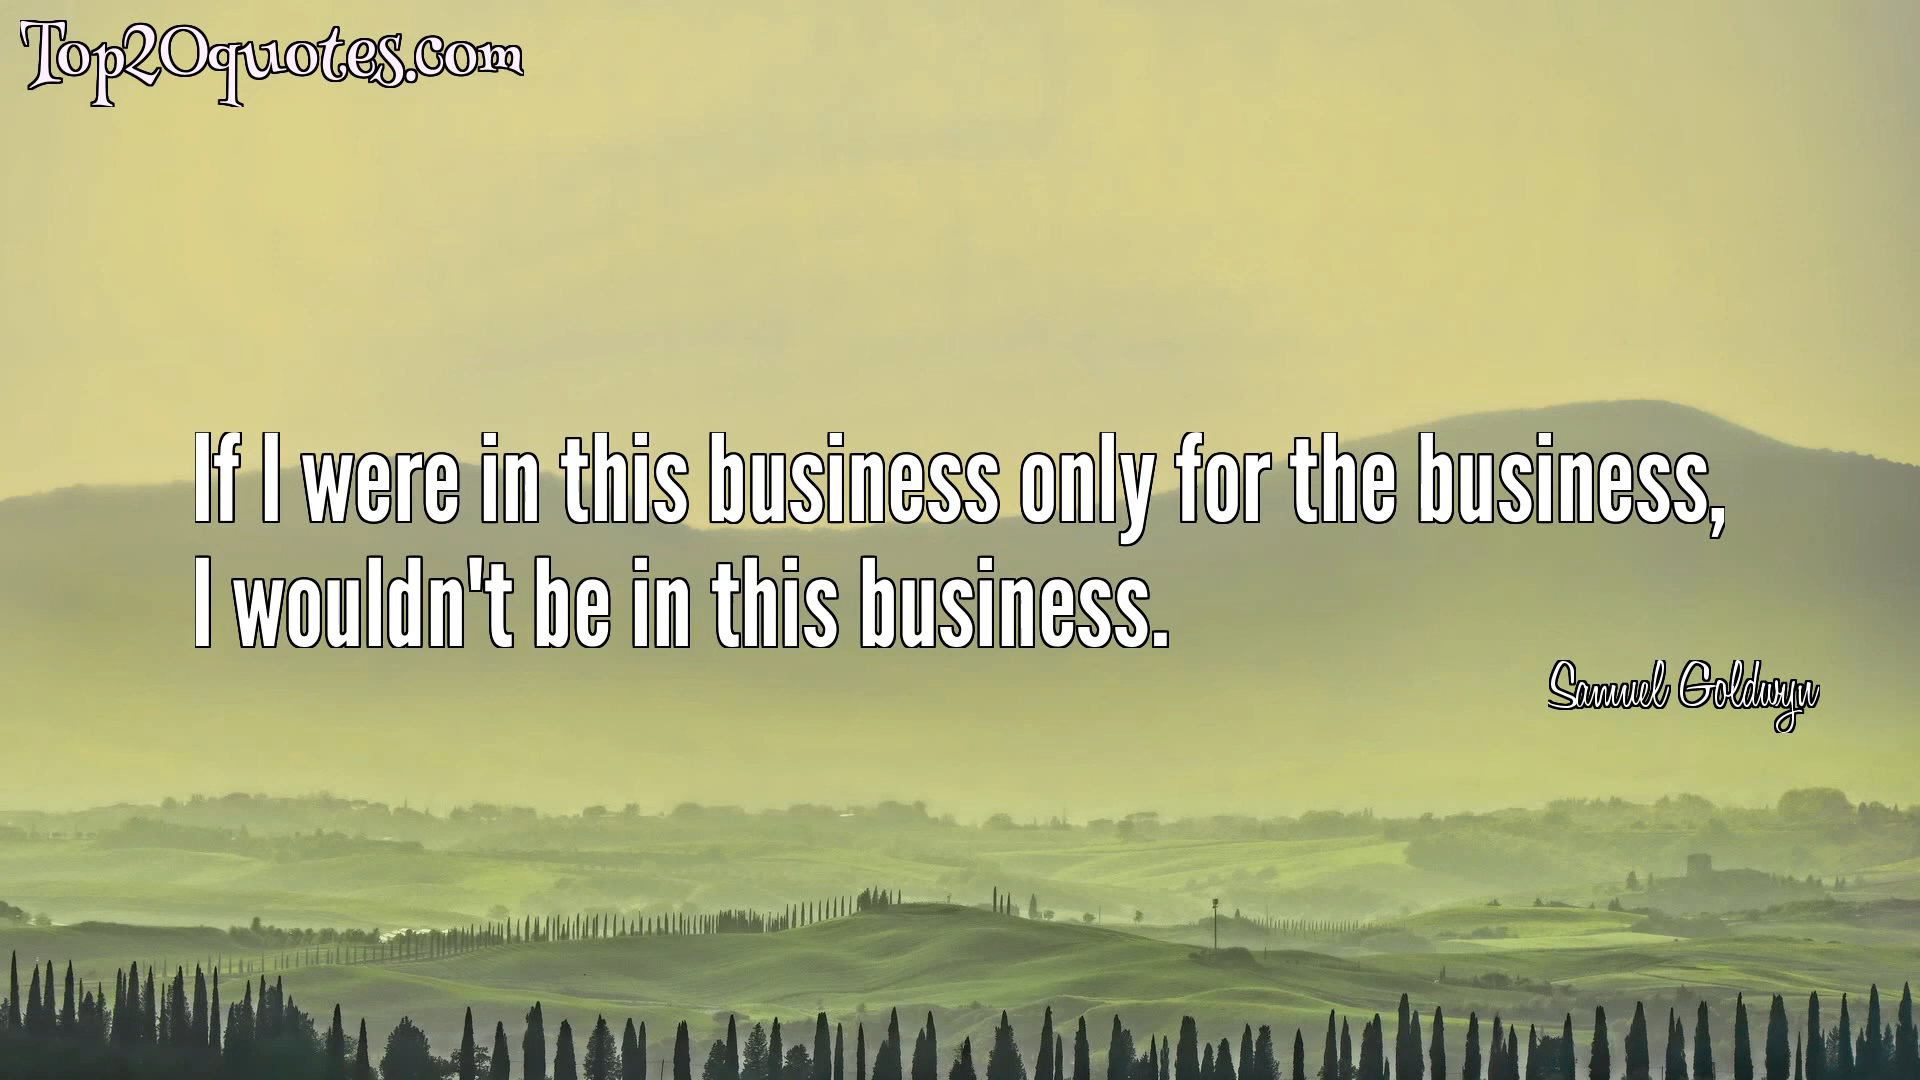 Top20quotes.com
If I were in this business only for the business,
I wouldn't be in this business.
Samuel Goldwyn